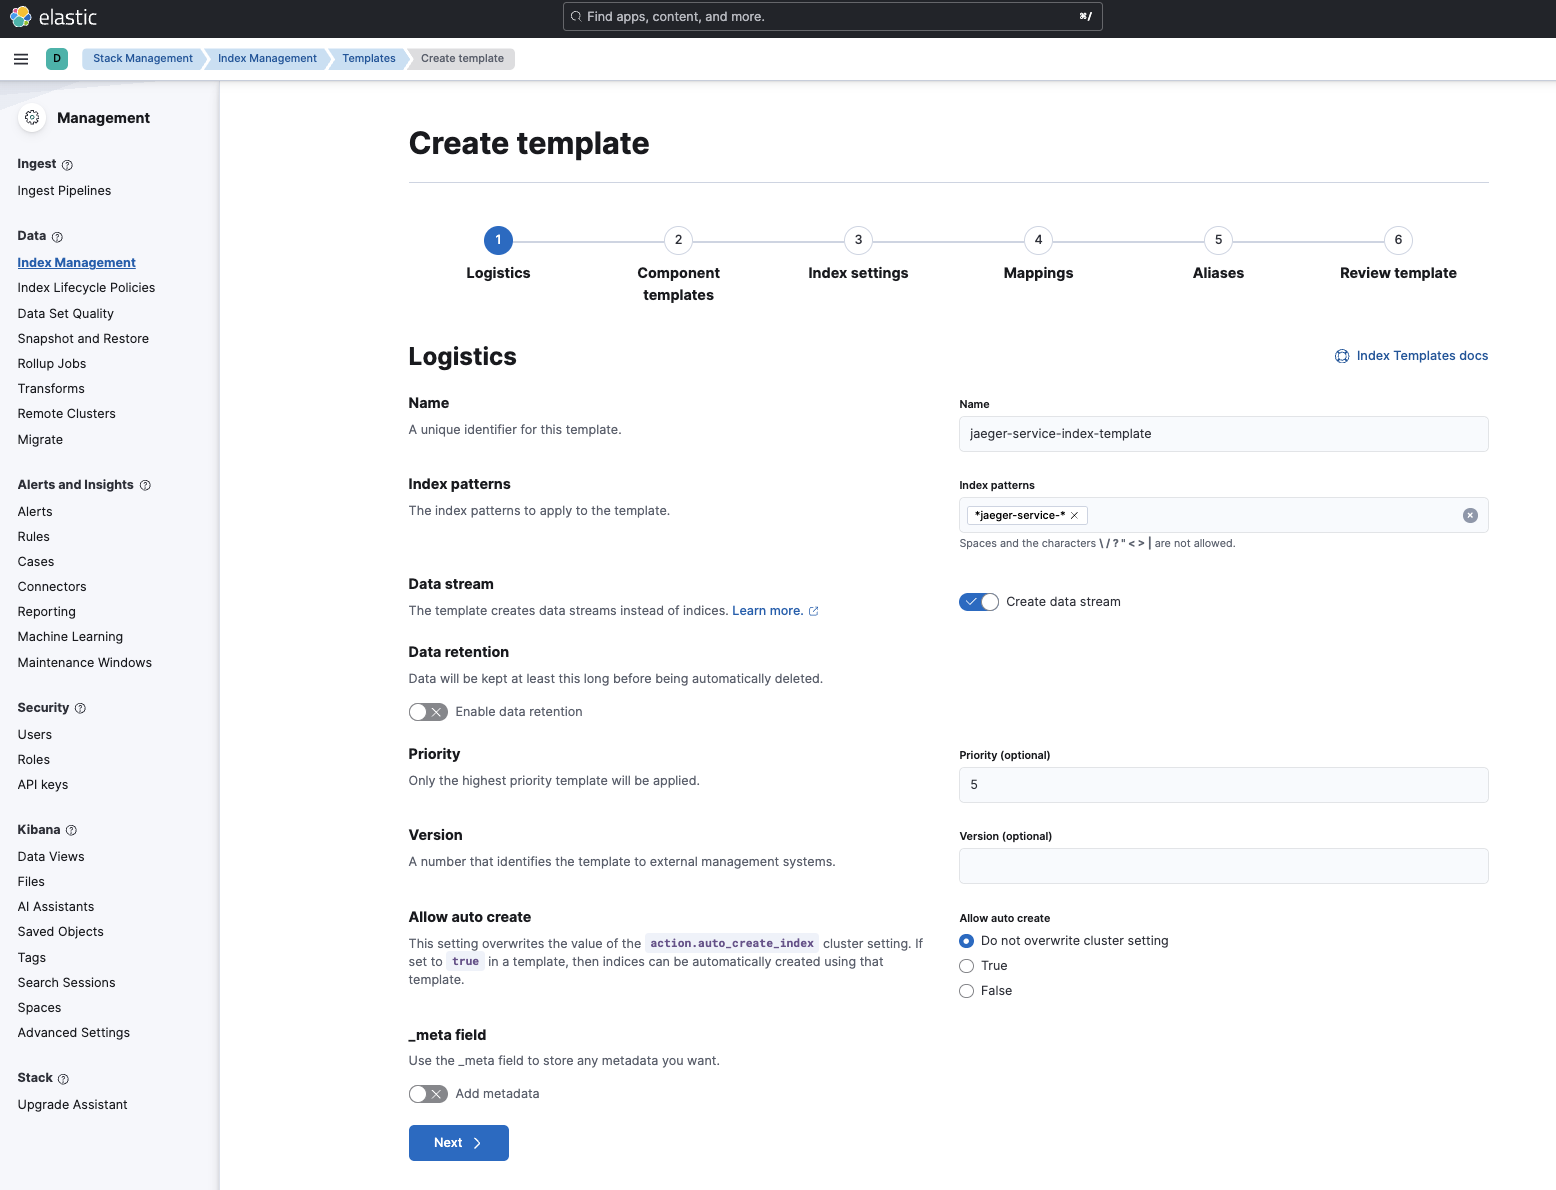 elastic
Find apps, content, and more.
⌘/
D
Stack Management
Index Management
Templates
Create template
Management
Ingest
Ingest Pipelines
Data
Index Management
Index Lifecycle Policies
Data Set Quality
Snapshot and Restore
Rollup Jobs
Transforms
Remote Clusters
Migrate
Alerts and Insights
Alerts
Rules
Cases
Connectors
Reporting
Machine Learning
Maintenance Windows
Security
Users
Roles
API keys
Kibana
Data Views
Files
AI Assistants
Saved Objects
Tags
Search Sessions
Spaces
Advanced Settings
Stack
Upgrade Assistant
Create template
1
Logistics
2
Component
templates
3
Index settings
4
Mappings
5
Aliases
6
Review template
Logistics
Index Templates docs
Name
A unique identifier for this template.
Name
jaeger-service-index-template
Index patterns
The index patterns to apply to the template.
Index patterns
*jaeger-service-*
Spaces and the characters \ / ? " < > | are not allowed.
Data stream
The template creates data streams instead of indices. Learn more.
Create data stream
Data retention
Data will be kept at least this long before being automatically deleted.
Enable data retention
Priority
Only the highest priority template will be applied.
Priority (optional)
5
Version
A number that identifies the template to external management systems.
Version (optional)
Allow auto create
This setting overwrites the value of the action.auto_create_index cluster setting. If
set to true in a template, then indices can be automatically created using that
template.
Allow auto create
Do not overwrite cluster setting
True
False
_meta field
Use the _meta field to store any metadata you want.
Add metadata
Next